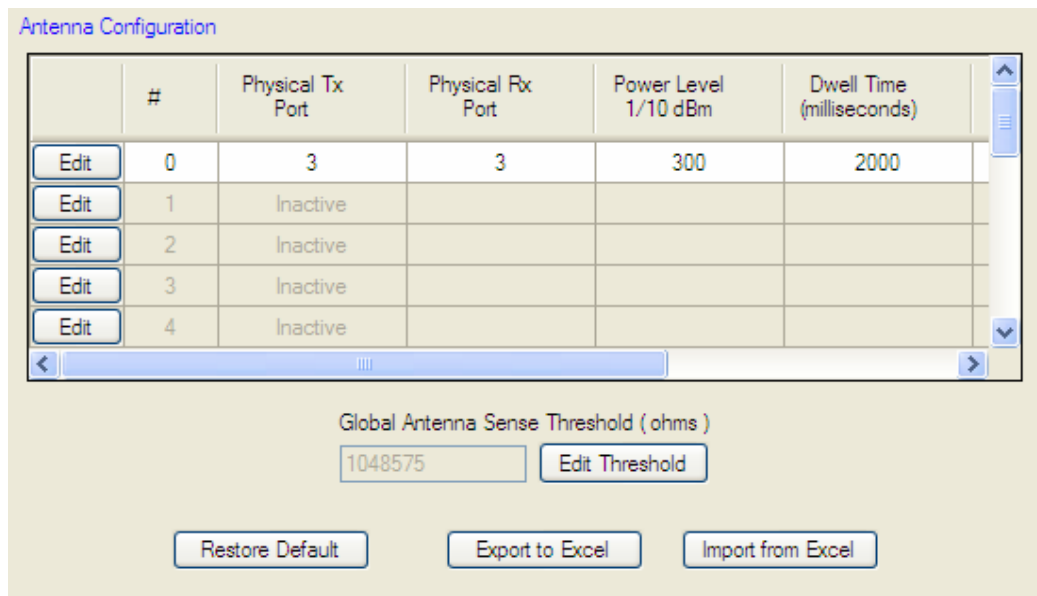 Antenna Configuration
# Physical Tx Port Physical Rx Port Power Level 1/10 dBm Dwell Time (milliseconds)
Edit 0 3 3 300 2000
Edit 1 Inactive
Edit 2 Inactive
Edit 3 Inactive
Edit 4 Inactive
Global Antenna Sense Threshold ( ohms )
1048575 Edit Threshold
Restore Default Export to Excel Import from Excel